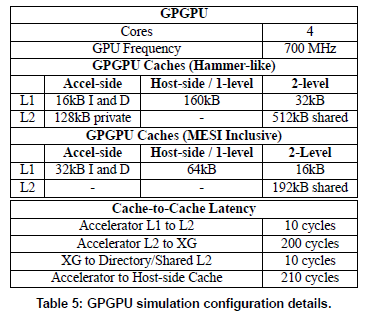 GPGPU
Cores 4
GPU Frequency 700 MHz
GPGPU Caches (Hammer-like)
Accel-side Host-side / 1-level 2-level
L1 16kB I and D 160kB 32kB
L2 128kB private - 512kB shared
GPGPU Caches (MESI Inclusive)
Accel-side Host-side / 1-level 2-Level
L1 32kB I and D 64kB 16kB
L2 - - 192kB shared
Cache-to-Cache Latency
Accelerator L1 to L2 10 cycles
Accelerator L2 to XG 200 cycles
XG to Directory/Shared L2 10 cycles
Accelerator to Host-side Cache 210 cycles
Table 5: GPGPU simulation configuration details.